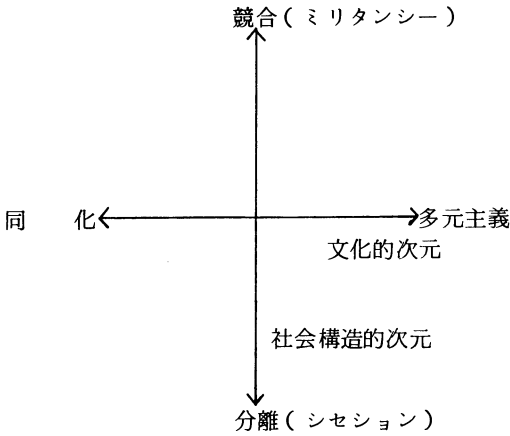 競合(ミリタンシー)
同　　化
多元主義
文化的次元
社会構造的次元
分離(シセション)